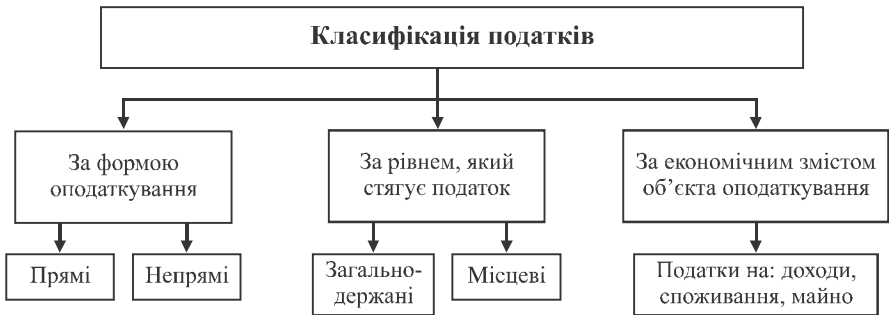 Класифікація податків
За формою
оподаткування
За рівнем, який
стягує податок
За економічним змістом
об’єкта оподаткування
Прямі
Непрямі
Загально-
держані
Місцеві
Податки на: доходи,
споживання, майно